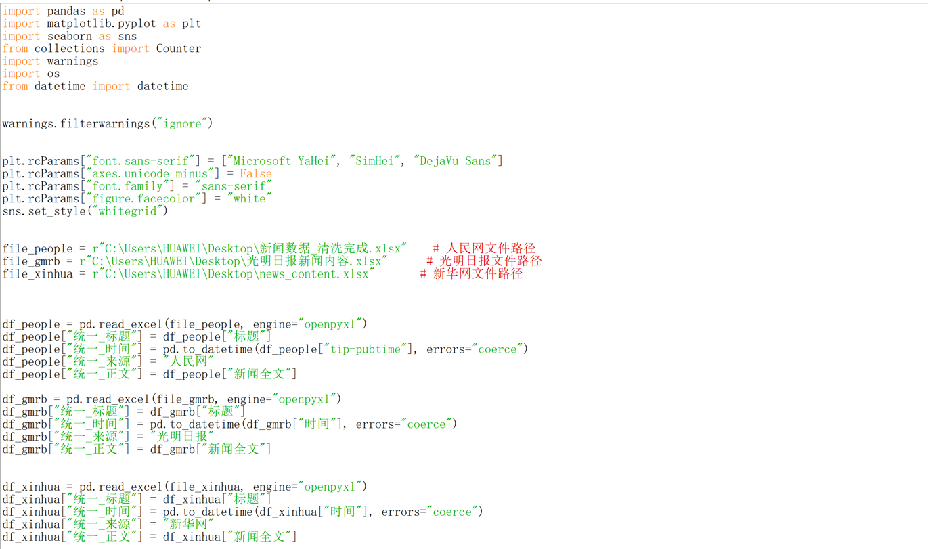 import pandas as pd
import matplotlib.pyplot as plt
import seaborn as sns
from collections import Counter
import warnings
import os
from datetime import datetime
warnings.filterwarnings("ignore")
plt.rcParams["font.sans-serif"] = ["Microsoft YaHei", "SimHei", "DejaVu Sans"]
plt.rcParams["axes.unicode_minus"] = False
plt.rcParams["font.family"] = "sans-serif"
plt.rcParams["figure.facecolor"] = "white"
sns.set_style("whitegrid")
file_people = r"C:\Users\HUAWEI\Desktop\新闻数据_清洗完成.xlsx" # 人民网文件路径
file_gmrb = r"C:\Users\HUAWEI\Desktop\光明日报新闻内容.xlsx" # 光明日报文件路径
file_xinhua = r"C:\Users\HUAWEI\Desktop\news_content.xlsx" # 新华网文件路径
df_people = pd.read_excel(file_people, engine="openpyxl")
df_people["统一_标题"] = df_people["标题"]
df_people["统一_时间"] = pd.to_datetime(df_people["tip-pubtime"], errors="coerce")
df_people["统一_来源"] = "人民网"
df_people["统一_正文"] = df_people["新闻全文"]
df_gmrb = pd.read_excel(file_gmrb, engine="openpyxl")
df_gmrb["统一_标题"] = df_gmrb["标题"]
df_gmrb["统一_时间"] = pd.to_datetime(df_gmrb["时间"], errors="coerce")
df_gmrb["统一_来源"] = "光明日报"
df_gmrb["统一_正文"] = df_gmrb["新闻全文"]
df_xinhua = pd.read_excel(file_xinhua, engine="openpyxl")
df_xinhua["统一_标题"] = df_xinhua["标题"]
df_xinhua["统一_时间"] = pd.to_datetime(df_xinhua["时间"], errors="coerce")
df_xinhua["统一_来源"] = "新华网"
df_xinhua["统一_正文"] = df_xinhua["新闻全文"]